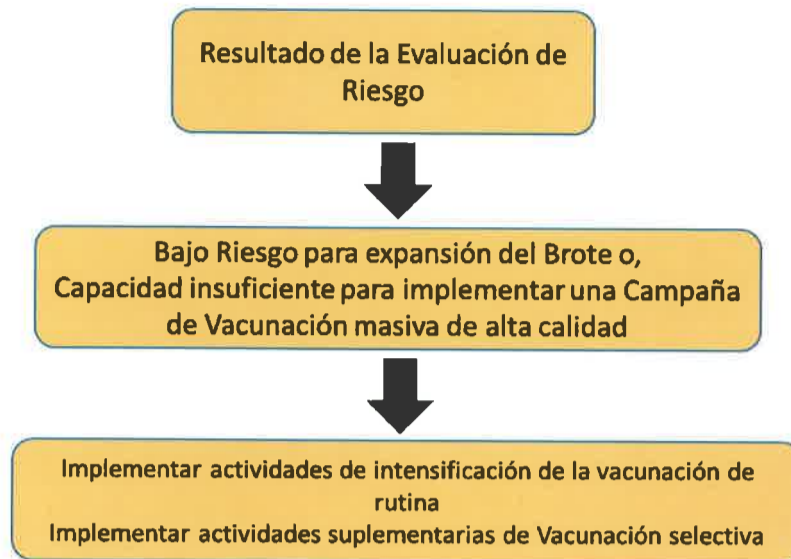 Resultado de la Evaluación de
Riesgo
Bajo Riesgo para expansión del Brote o,
Capacidad insuficiente para implementar una Campaña
de Vacunación masiva de alta calidad
Implementar actividades de intensificación de la vacunación de
rutina
Implementar actividades suplementarias de Vacunación selectiva